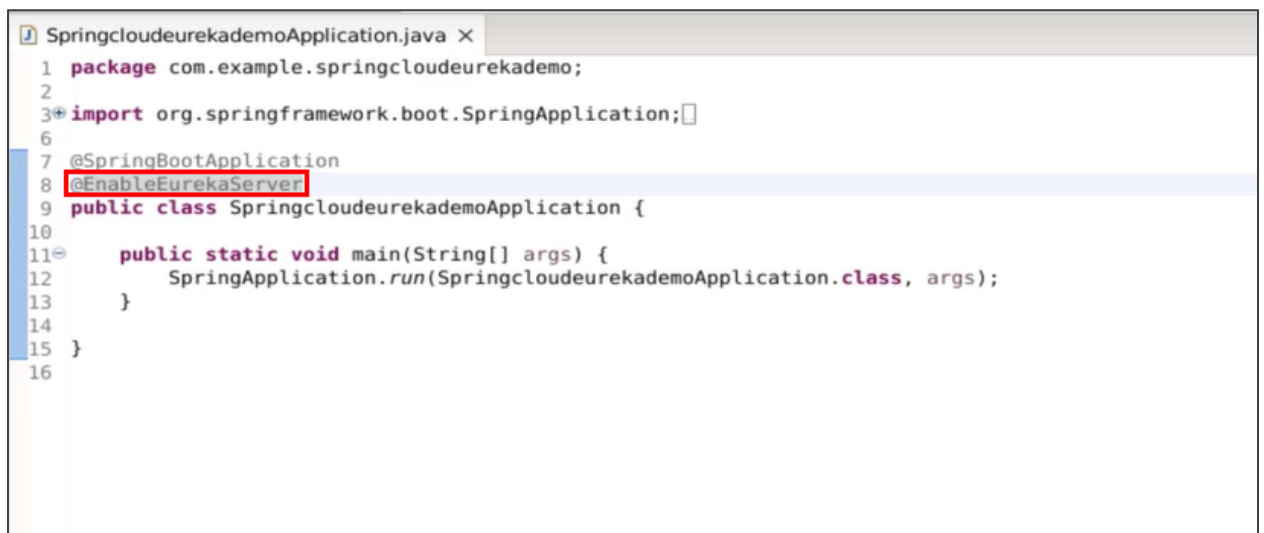 SpringcloudeurekademoApplication.java ×
1 package com.example.springcloudeurekademo;
2
3 import org.springframework.boot.SpringApplication;
6
7 @SpringBootApplication
8 @EnableEurekaServer
9 public class SpringcloudeurekademoApplication {
10
11 public static void main(String[] args) {
12 SpringApplication.run(SpringcloudeurekademoApplication.class, args);
13 }
14
15 }
16